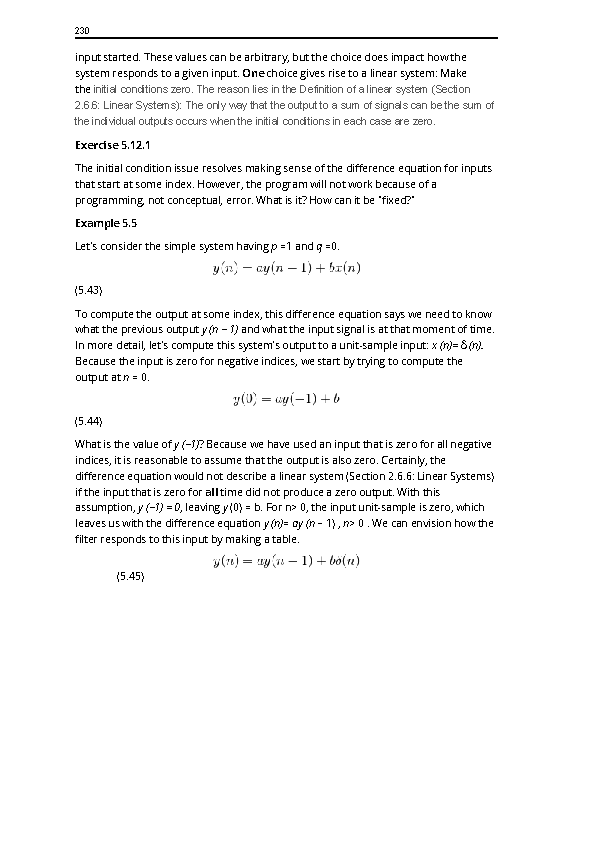 230
input started. These values can be arbitrary, but the choice does impact how the
system responds to a given input. One choice gives rise to a linear system: Make
the initial conditions zero. The reason lies in the Definition of a linear system (Section
2.6.6: Linear Systems): The only way that the output to a sum of signals can be the sum of
the individual outputs occurs when the initial conditions in each case are zero.
Exercise 5.12.1
The initial condition issue resolves making sense of the difference equation for inputs
that start at some index. However, the program will not work because of a
programming, not conceptual, error. What is it? How can it be "fixed?"
Example 5.5
Let's consider the simple system having p =1 and q =0.
y(n) = ay(n − 1) + bx(n)
(5.43)
To compute the output at some index, this difference equation says we need to know
what the previous output y (n − 1) and what the input signal is at that moment of time.
In more detail, let's compute this system's output to a unit-sample input: x (n)= δ(n).
Because the input is zero for negative indices, we start by trying to compute the
output at n = 0.
y(0) = ay(−1) + b
(5.44)
What is the value of y (−1)? Because we have used an input that is zero for all negative
indices, it is reasonable to assume that the output is also zero. Certainly, the
difference equation would not describe a linear system (Section 2.6.6: Linear Systems)
if the input that is zero for all time did not produce a zero output. With this
assumption, y (−1) = 0, leaving y(0) = b. For n> 0, the input unit-sample is zero, which
leaves us with the difference equation y (n)= ay (n − 1) , n> 0 . We can envision how the
filter responds to this input by making a table.
y(n) = ay(n − 1) + bδ(n)
(5.45)